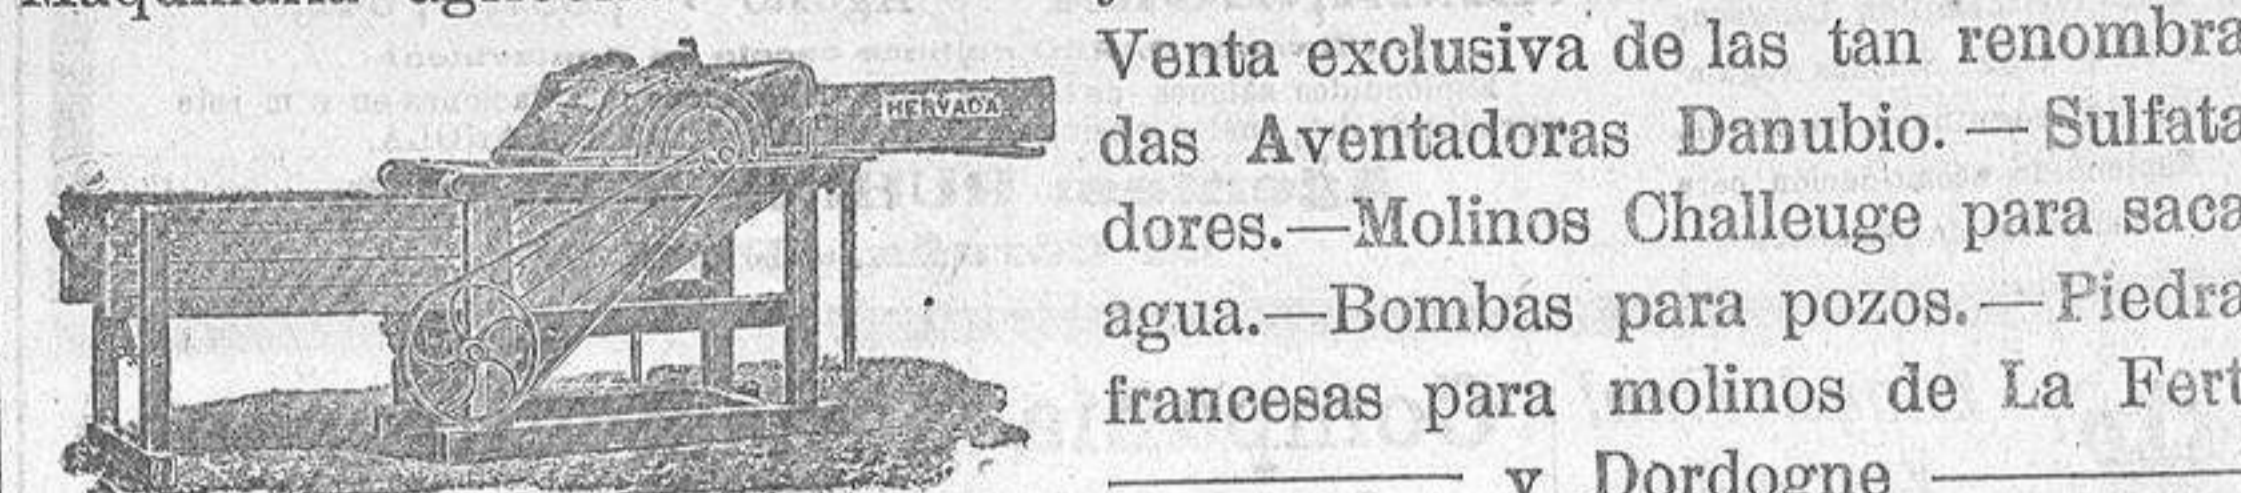 Maquinaria
HERVADA
Venta exclusiva de las tan renombra
das Aventadoras Danubio. — Sulfata
dores.—Molinos Challeuge para saca
agua.—Bombas para pozos.—Piedra
francesas para molinos de La Fert
y Dordogne